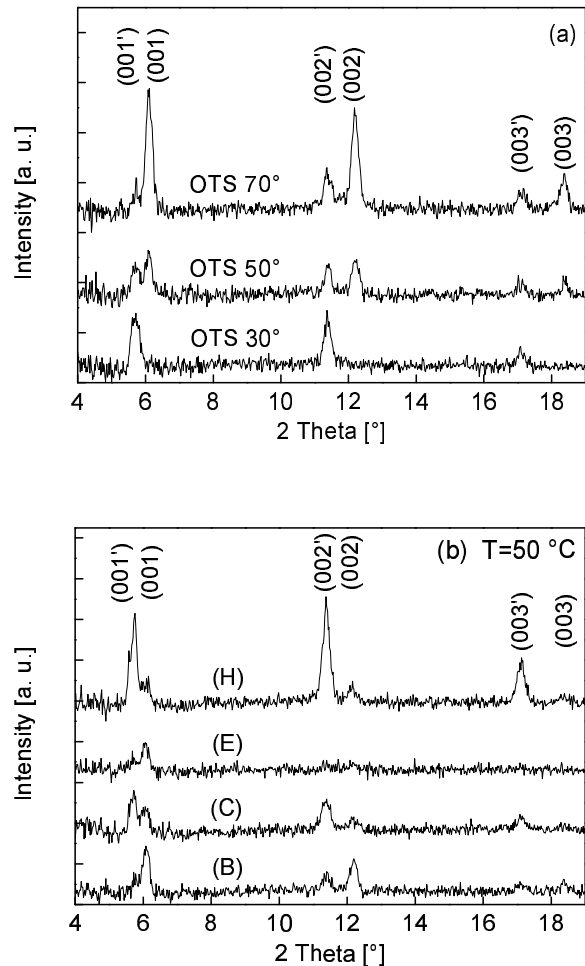 (a)
(001')
(001)
(002')
(002)
(003')
(003)
OTS 70°
OTS 50°
OTS 30°
Intensity [a. u.]
4 6 8 10 12 14 16 18
2 Theta [°]
(b) T=50 °C
(001')
(001)
(002')
(002)
(003')
(003)
(H)
(E)
(C)
(B)
Intensity [a. u.]
4 6 8 10 12 14 16 18
2 Theta [°]